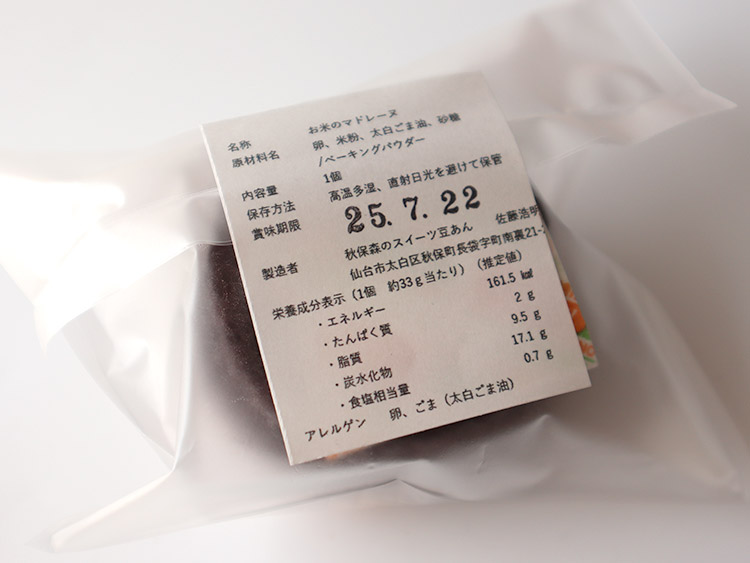 名称 お米のマドレーヌ
原材料名 卵、米粉、太白ごま油、砂糖
/ベーキングパウダー
内容量 1個
保存方法 高温多湿、直射日光を避けて保管
賞味期限 25.7.22
製造者 秋保森のスイーツ豆あん 佐藤浩明
仙台市太白区秋保町長袋字町南裏21-
栄養成分表示(1個 約33g当たり)(推定値)
・エネルギー 161.5 ㎉
・たんぱく質 2 g
・脂質 9.5 g
・炭水化物 17.1 g
・食塩相当量 0.7 g
アレルゲン 卵、ごま(太白ごま油)